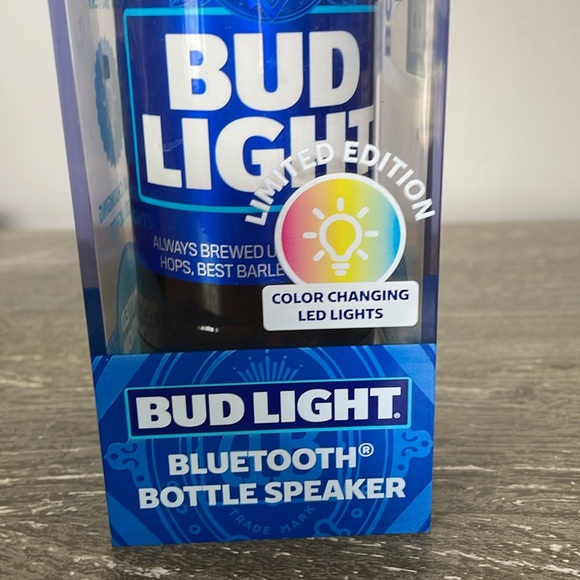 BUD
LIGHT
ALWAYS BREWED
HOPS, BEST
LIMITED EDITION
COLOR CHANGING
LED LIGHTS
BUD LIGHT®
BLUETOOTH®
BOTTLE SPEAKER
TRADE MARK